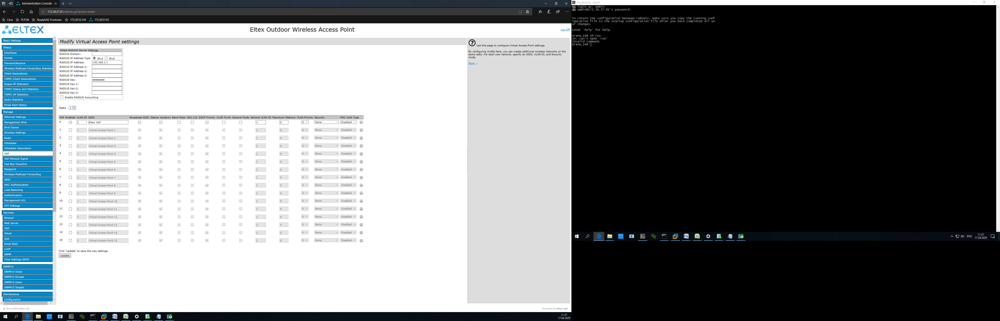 Administration Console
172.30.57.61/admin.cgi?action=index
Сети PLTCM ReadyNAS Frontview 172.30.52.141 172.30.57.61
ELTEX
Eltex Outdoor Wireless Access Point
Log Off
Basic Settings
Status
Interfaces
Events
Transmit/Receive
Wireless Multicast Forwarding Statistics
Client Associations
TSPEC Client Associations
Rogue AP Detection
TSPEC Status and Statistics
TSPEC AP Statistics
Radio Statistics
Email Alert Status
Manage
Ethernet Settings
Management IPv6
IPv6 Tunnel
Wireless Settings
Radio
Scheduler
Scheduler Association
VAP
VAP Minimal Signal
Fast Bss Transition
Passpoint
Wireless Multicast Forwarding
WDS
MAC Authentication
Load Balancing
Authentication
Management ACL
OTT Settings
Services
Bonjour
Web Server
SSH
Telnet
QoS
Email Alert
LLDP
SNMP
Time Settings (NTP)
SNMPv3
SNMPv3 Views
SNMPv3 Groups
SNMPv3 Users
SNMPv3 Targets
Maintenance
Configuration
Modify Virtual Access Point settings
Global RADIUS Server Settings
RADIUS Domain:
RADIUS IP Address Type: IPv4 IPv6
RADIUS IP Address: 192.168.1.1
RADIUS IP Address-1:
RADIUS IP Address-2:
RADIUS IP Address-3:
RADIUS Key: ••••••••
RADIUS Key-1:
RADIUS Key-2:
RADIUS Key-3:
Enable RADIUS Accounting
Radio 1
VAP Enabled VLAN ID SSID Broadcast SSID Station Isolation Band Steer 802.11k DSCP Priority VLAN Trunk General Mode General VLAN ID Maximum Stations VLAN Priority Security MAC Auth Type
0 1 Eltex VAP 1 0 0 None Disabled
1 1 Virtual Access Point 1 1 0 0 None Disabled
2 1 Virtual Access Point 2 1 0 0 None Disabled
3 1 Virtual Access Point 3 1 0 0 None Disabled
4 1 Virtual Access Point 4 1 0 0 None Disabled
5 1 Virtual Access Point 5 1 0 0 None Disabled
6 1 Virtual Access Point 6 1 0 0 None Disabled
7 1 Virtual Access Point 7 1 0 0 None Disabled
8 1 Virtual Access Point 8 1 0 0 None Disabled
9 1 Virtual Access Point 9 1 0 0 None Disabled
10 1 Virtual Access Point 10 1 0 0 None Disabled
11 1 Virtual Access Point 11 1 0 0 None Disabled
12 1 Virtual Access Point 12 1 0 0 None Disabled
13 1 Virtual Access Point 13 1 0 0 None Disabled
14 1 Virtual Access Point 14 1 0 0 None Disabled
15 1 Virtual Access Point 15 1 0 0 None Disabled
Click "Update" to save the new settings.
Update
Use this page to configure Virtual Access Point settings.
By configuring VLANs here, you can create additional wireless networks on the
same radio. For each new network, specify an SSID, VLAN ID, and Security
mode.
More ...
© 2013-2024 Eltex Ltd
Powered By Eltex Ltd
11:27
17.04.2025
172.30.57.61 - PuTTY
login as: admin
admin@172.30.57.61's password:
To retain the configuration between reboots, make sure you copy the running conf
iguration file to the startup configuration file after you have completed all yo
ur changes.
Enter 'help' for help.
Krane_16# sh run
sh: can't open 'run'
Invalid command.
Krane_16#
ENG
11:27
17.04.2025